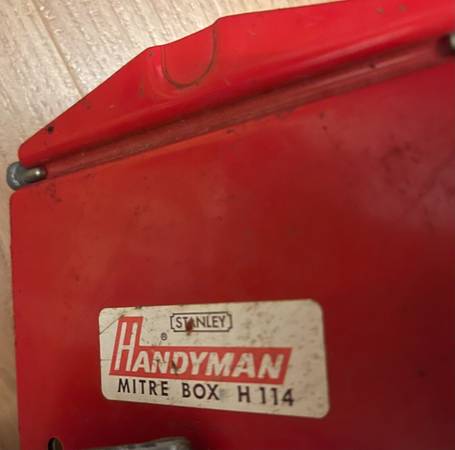 STANLEY
HANDYMAN
®
MITRE BOX H 114